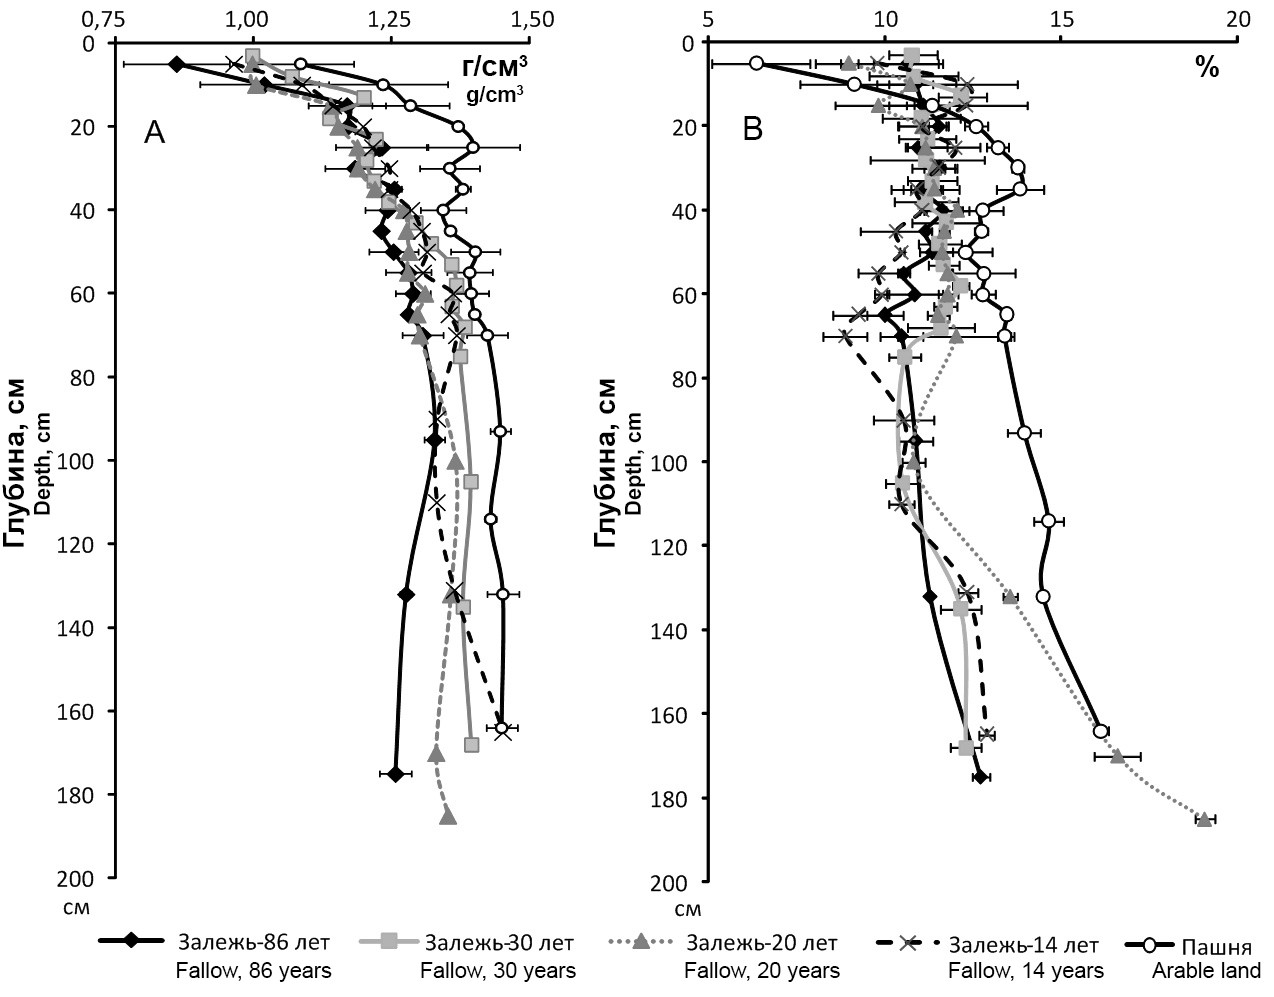 0,75 1,00 1,25 1,50
5 10 15 20
г/см³
g/cm³
%
A
B
0
20
40
60
80
100
120
140
160
180
200
см
Глубина, см
Depth, cm
0
20
40
60
80
100
120
140
160
180
200
см
Глубина, см
Depth, cm
Залежь-86 лет Залежь-30 лет Залежь-20 лет Залежь-14 лет Пашня
Fallow, 86 years Fallow, 30 years Fallow, 20 years Fallow, 14 years Arable land